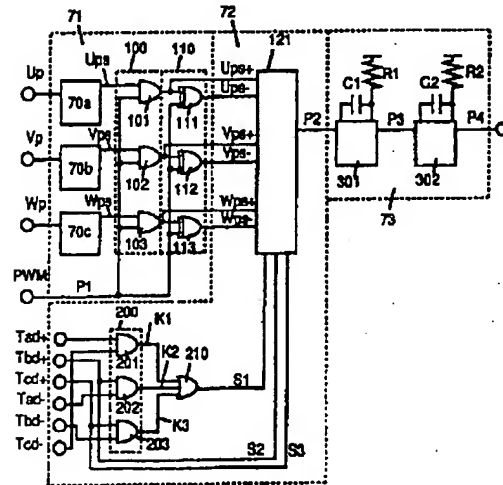 71
72
121
100
110
Up
Ups
Ups+
Ups-
C1
R1
C2
R2
70a
101
111
Vp
Vps
Vps+
Vps-
P2
P3
P4
70b
102
112
301
302
Wp
Wps
Wps+
Wps-
73
70c
103
113
PWM
P1
200
K1
Tad+
K2
210
Tbd+
201
Tcd+
S1
Tad-
202
Tbd-
K3
Tcd-
203
S2
S3